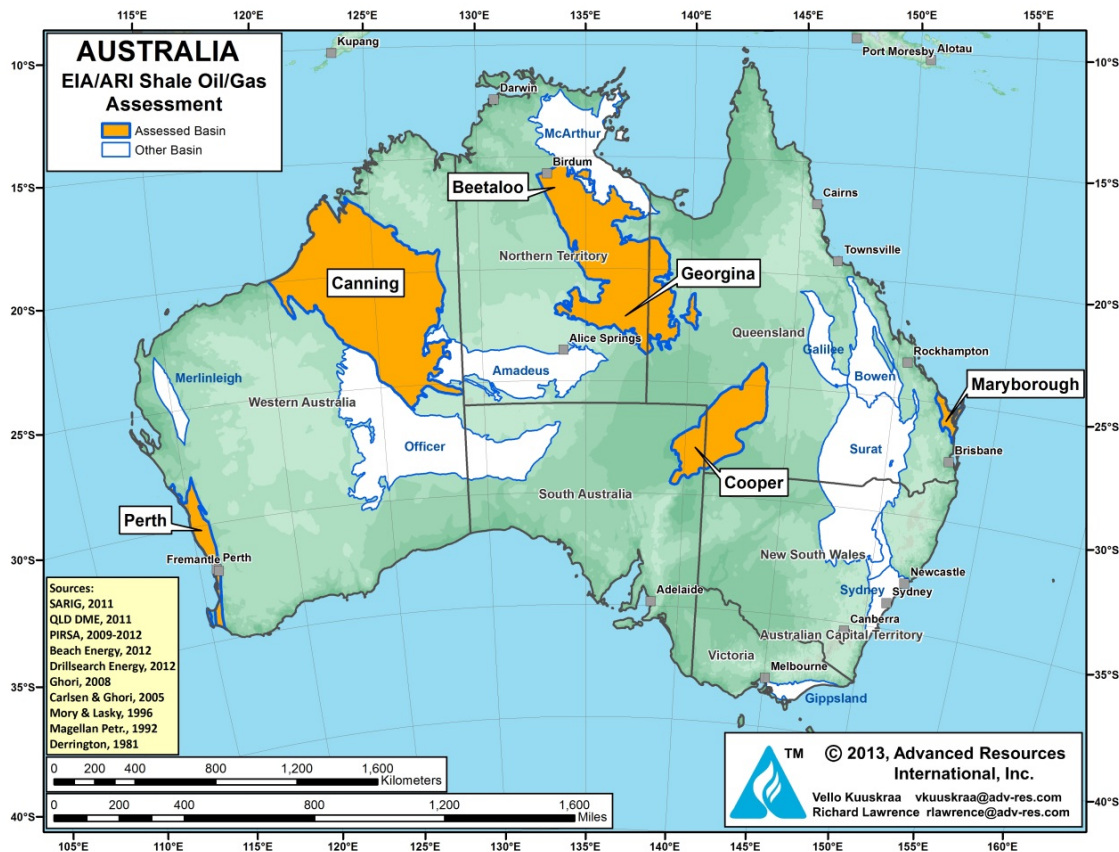 115°E 120°E 125°E 130°E 135°E 140°E 145°E 150°E 155°E
AUSTRALIA
EIA/ARI Shale Oil/Gas
Assessment
Assessed Basin
Other Basin
Kupang
Port Moresby
Alotau
10°S
10°S
Darwin
McArthur
Birdum
Beetaloo
15°S
15°S
Cairns
Townsville
Northern Territory
Georgina
Canning
20°S
20°S
Queensland
Alice Springs
Galilee
Rockhampton
Amadeus
Bowen
Merlinleigh
Maryborough
Western Australia
25°S
25°S
Officer
Surat
Brisbane
Cooper
South Australia
Perth
New South Wales
30°S
30°S
Fremantle
Perth
Newcastle
Sydney
Sydney
Adelaide
Canberra
Australian Capital Territory
Victoria
Melbourne
Gippsland
35°S
35°S
Sources:
SARIG, 2011
QLD DME, 2011
PIRSA, 2009-2012
Beach Energy, 2012
Drillsearch Energy, 2012
Ghori, 2008
Carlsen & Ghori, 2005
Mory & Lasky, 1996
Magellan Petr., 1992
Derrington, 1981
0 200 400 800 1,200 1,600
Kilometers
0 200 400 800 1,200 1,600
Miles
TM
© 2013, Advanced Resources
International, Inc.
Vello Kuuskraa vkuuskraa@adv-res.com
Richard Lawrence rlawrence@adv-res.com
40°S
40°S
105°E 110°E 115°E 120°E 125°E 130°E 135°E 140°E 145°E 150°E 155°E 160°E